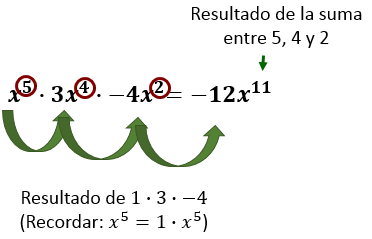 Resultado de la suma
entre 5, 4 y 2
x⁵ · 3x⁴ · −4x² = −12x¹¹
Resultado de 1 · 3 · −4
(Recordar: x⁵ = 1 · x⁵)